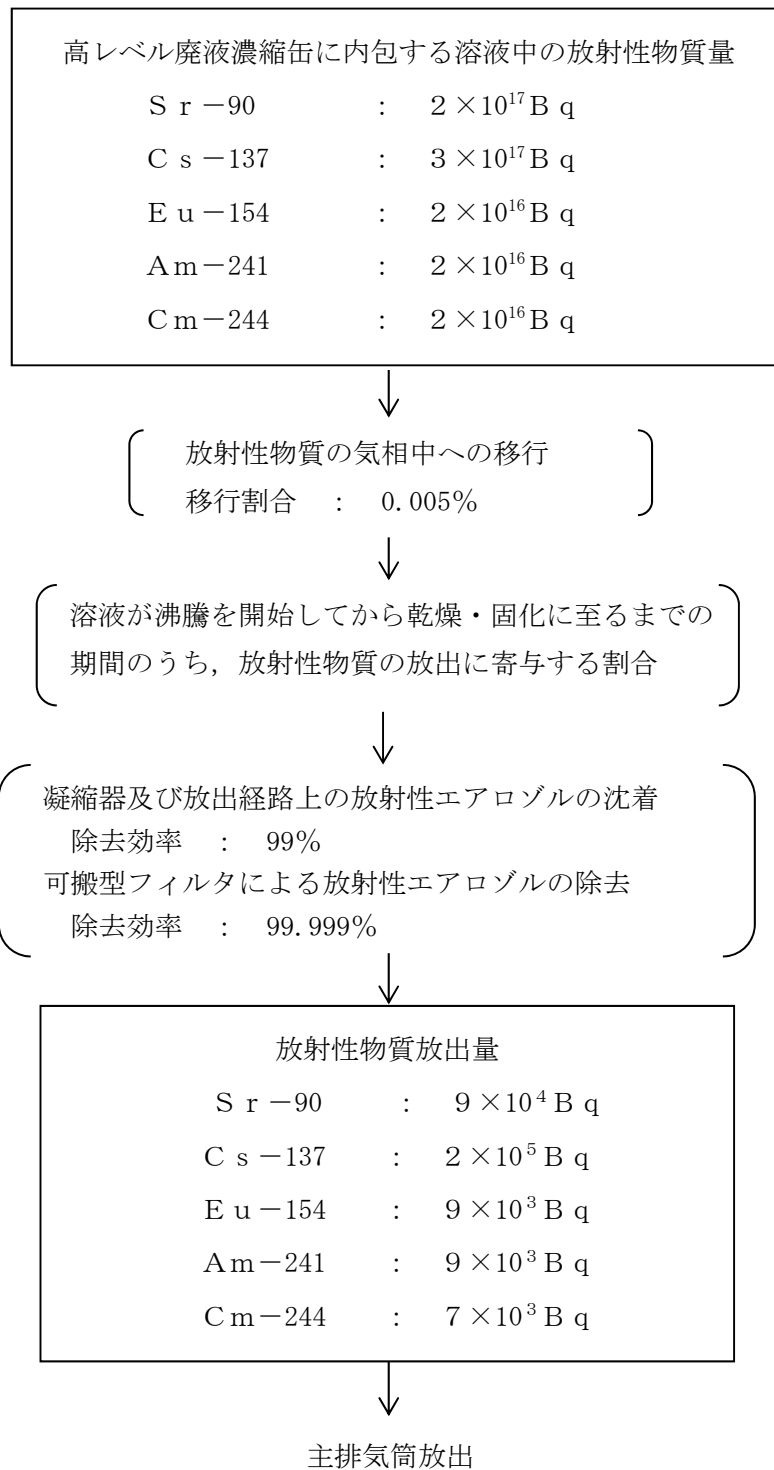 高レベル廃液濃縮缶に内包する溶液中の放射性物質量
Ｓｒ－90 : ２×10¹⁷Ｂｑ
Ｃｓ－137 : ３×10¹⁷Ｂｑ
Ｅｕ－154 : ２×10¹⁶Ｂｑ
Ａｍ－241 : ２×10¹⁶Ｂｑ
Ｃｍ－244 : ２×10¹⁶Ｂｑ
放射性物質の気相中への移行
移行割合 : 0.005％
溶液が沸騰を開始してから乾燥・固化に至るまでの
期間のうち，放射性物質の放出に寄与する割合
凝縮器及び放出経路上の放射性エアロゾルの沈着
除去効率 : 99％
可搬型フィルタによる放射性エアロゾルの除去
除去効率 : 99.999％
放射性物質放出量
Ｓｒ－90 : ９×10⁴Ｂｑ
Ｃｓ－137 : ２×10⁵Ｂｑ
Ｅｕ－154 : ９×10³Ｂｑ
Ａｍ－241 : ９×10³Ｂｑ
Ｃｍ－244 : ７×10³Ｂｑ
主排気筒放出